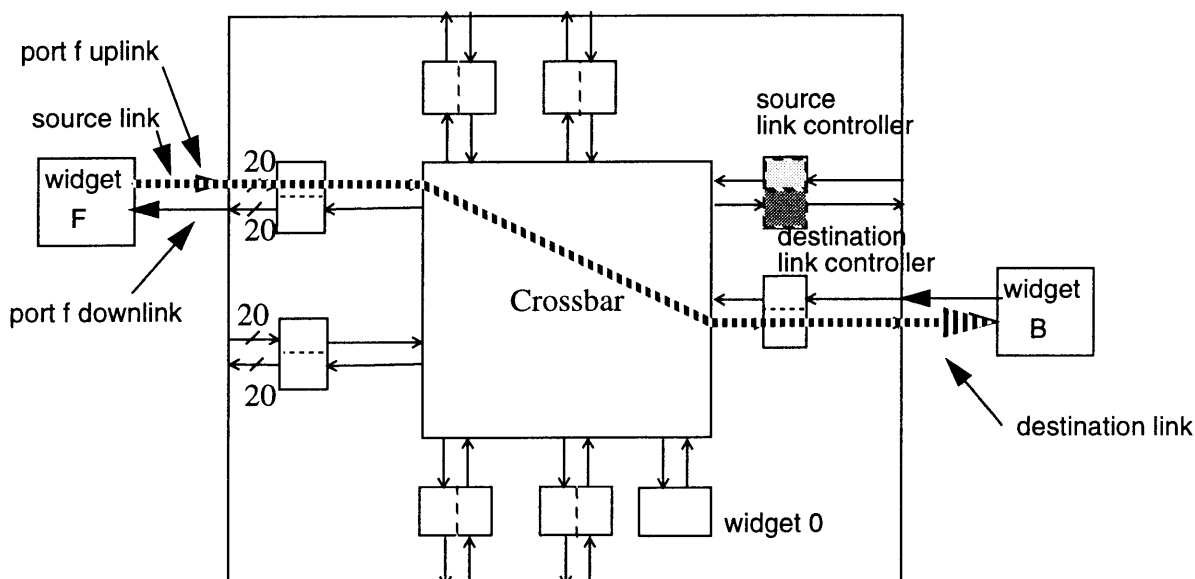 port f uplink
source link
widget
F
20
20
port f downlink
20
20
Crossbar
source
link controller
destination
link controller
widget
B
destination link
widget 0